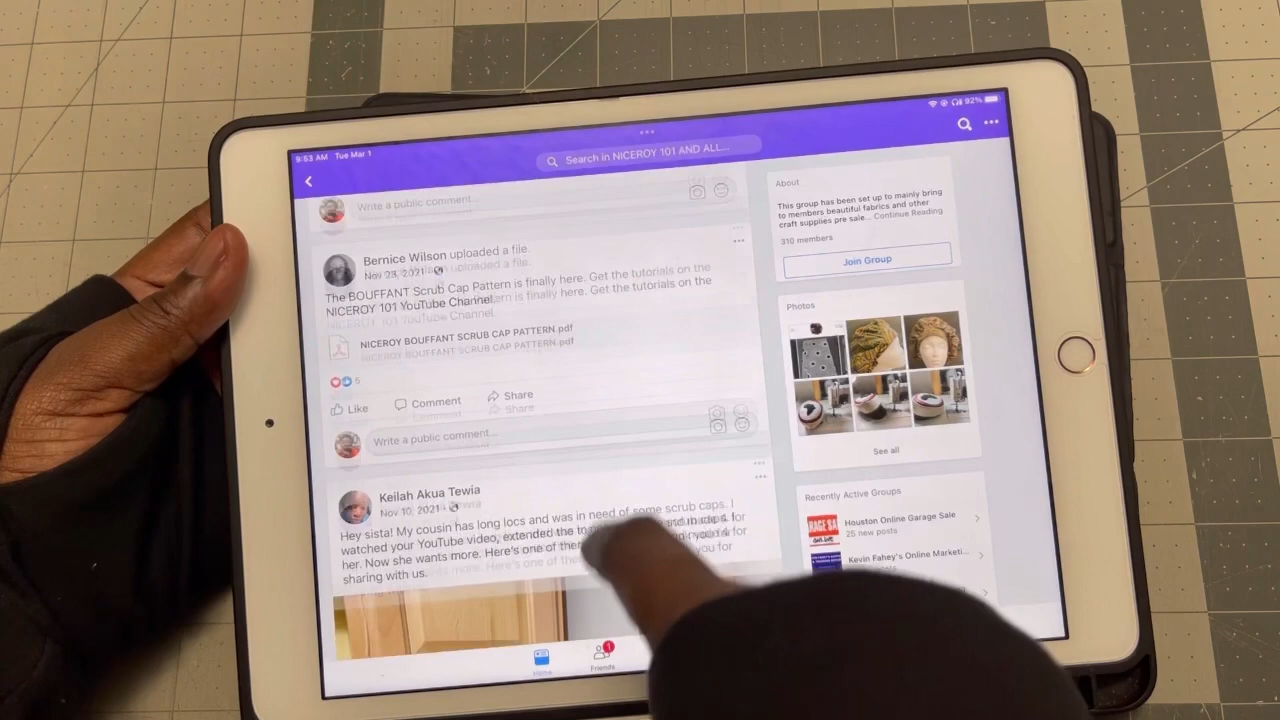 9:53 AM Tue Mar 1
92%
Search in NICEROY 101 AND ALL...
Write a public comment...
Bernice Wilson uploaded a file.
Nov 23, 2021
The BOUFFANT Scrub Cap Pattern is finally here. Get the tutorials on the
NICEROY 101 YouTube Channel.
NICEROY BOUFFANT SCRUB CAP PATTERN.pdf
5
Like Comment Share
Write a public comment...
Keilah Akua Tewia
Nov 10, 2021
Hey sista! My cousin has long locs and was in need of some scrub caps. I
watched your YouTube video, extended the
her. Now she wants more. Here's one of
sharing with us.
Home
Friends
1
About
This group has been set up to mainly bring
to members beautiful fabrics and other
craft supplies pre sale... Continue Reading
310 members
Join Group
Photos
See all
Recently Active Groups
Houston Online Garage Sale
25 new posts
Kevin Fahey's Online Marketi...